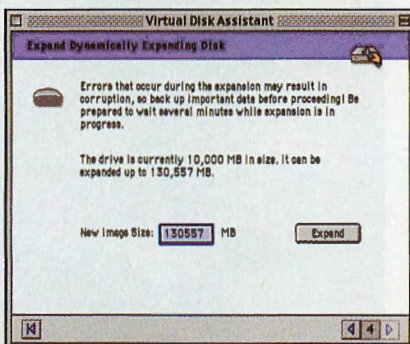 Virtual Disk Assistant
Expand Dynamically Expanding Disk
Errors that occur during the expansion may result in
corruption, so back up important data before proceeding! Be
prepared to wait several minutes while expansion is in
progress.
The drive is currently 10,000 MB in size. It can be
expanded up to 130,557 MB.
New Image Size: 130557 MB Expand
4